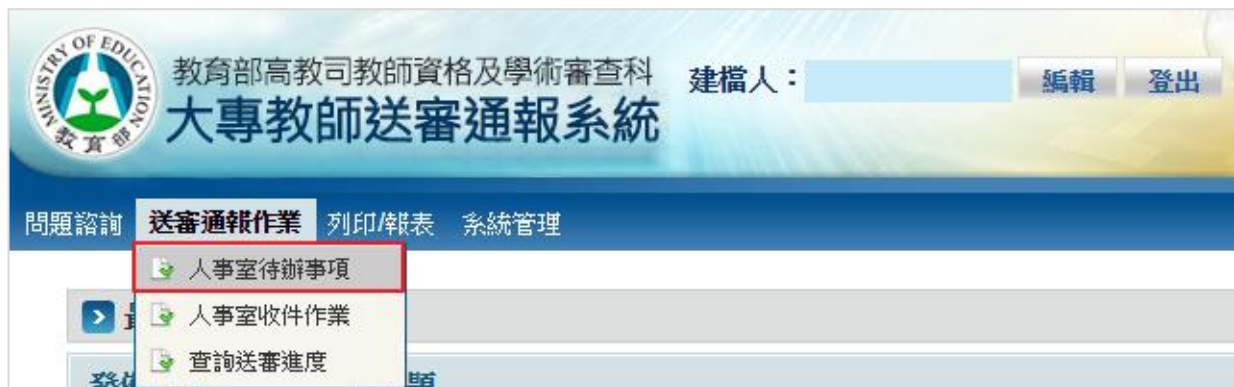 MINISTRY OF EDUCATION
教育部
教育部高教司教師資格及學術審查科
大專教師送審通報系統
建檔人：
編輯
登出
問題諮詢 送審通報作業 列印/報表 系統管理
人事室待辦事項
人事室收件作業
查詢送審進度